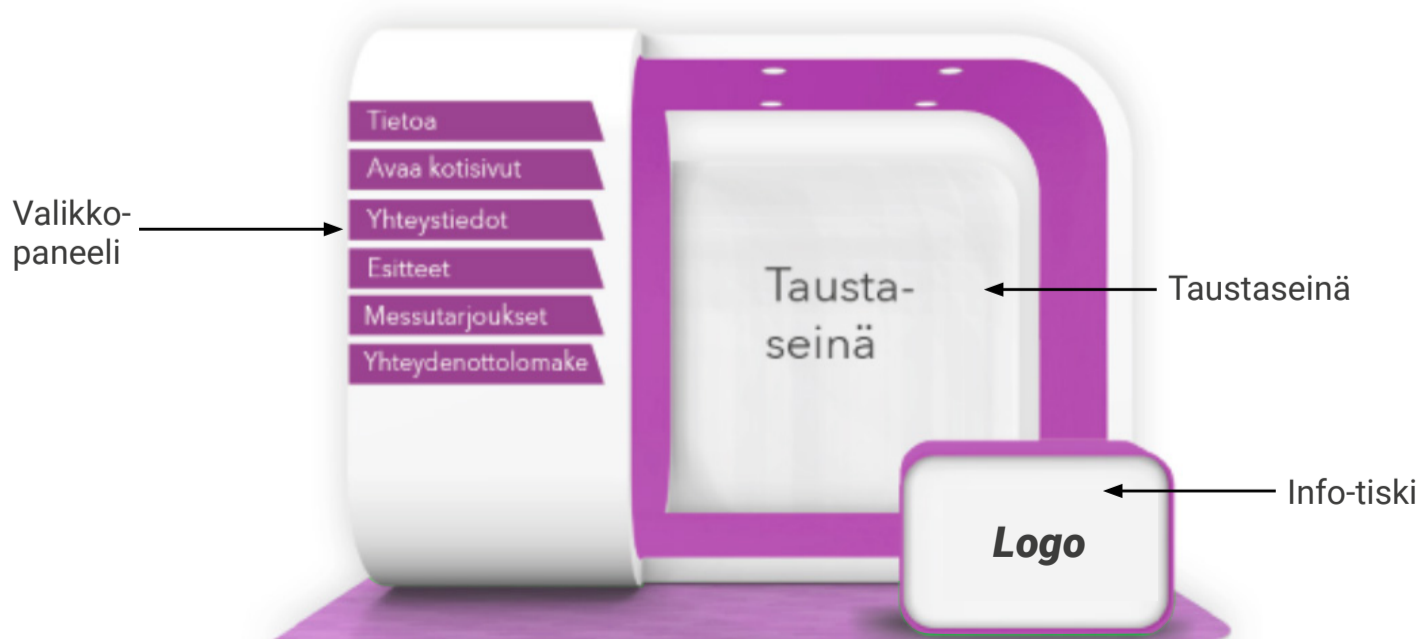 Valikko-
paneeli
Tietoa
Avaa kotisivut
Yhteystiedot
Esitteet
Messutarjoukset
Yhteydenottolomake
Tausta-
seinä
Taustaseinä
Info-tiski
Logo